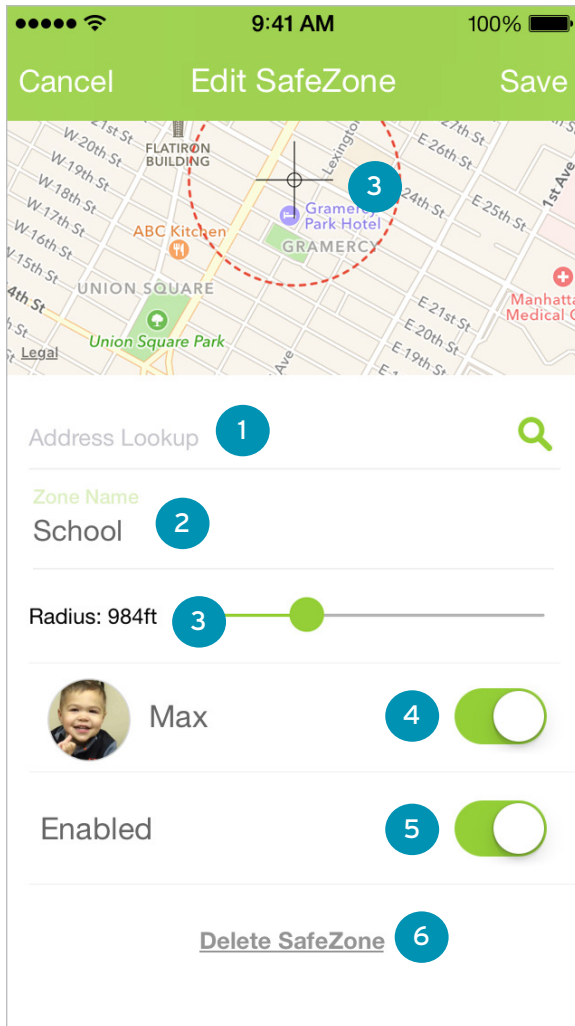 9:41 AM
100%
Cancel
Edit SafeZone
Save
W.20th St
W.19th St
W.18th St
W.17th St
W.16th St
W.15th St
4th St
FLATIRON
BUILDING
Lexington
27th St
E 26th St
24th St
E 25th St
1st Ave
3
Gramercy
Park Hotel
GRAMERCY
ABC Kitchen
UNION SQUARE
Union Square Park
Manhatta
Medical C
E 21st St
E 20th St
E 19th St
Ave
Legal
Address Lookup
1
Zone Name
School
2
Radius: 984ft
3
Max
4
Enabled
5
Delete SafeZone
6